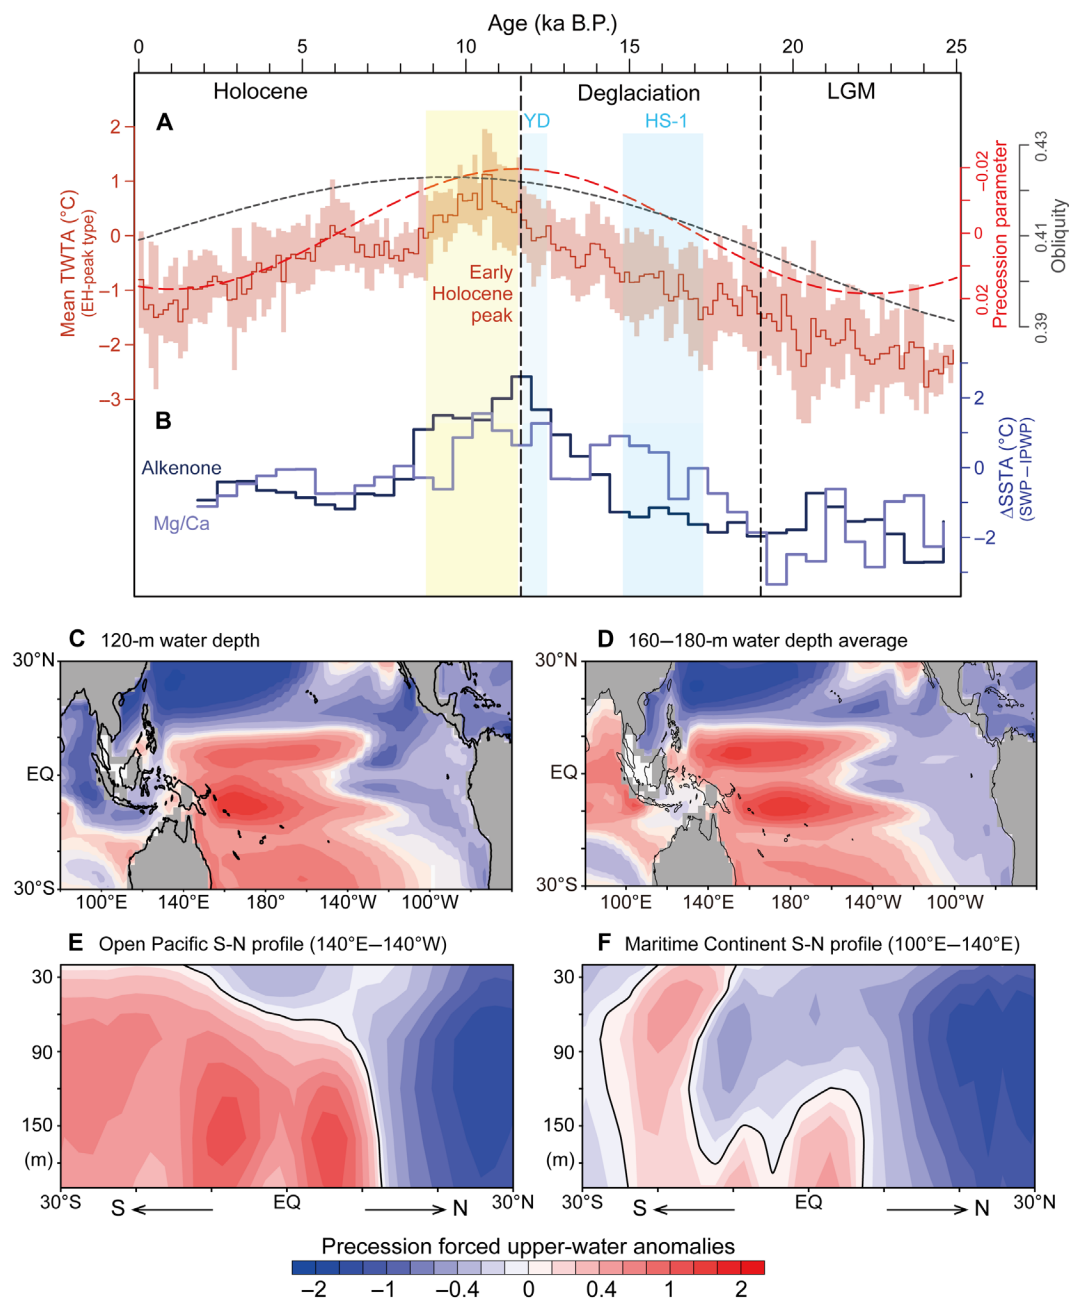 Age (ka B.P.)
0 5 10 15 20 25
Holocene Deglaciation LGM
A YD HS-1
2
1
0
−1
−2
−3
Mean TWTA (°C)
(EH-peak type)
Early
Holocene
peak
−0.02
0
0.02
Precession parameter
0.43
0.41
0.39
Obliquity
B
Alkenone
Mg/Ca
2
0
−2
ΔSSTA (°C)
(SWP−IPWP)
C 120-m water depth
30°N
EQ
30°S
100°E 140°E 180° 140°W 100°W
D 160−180-m water depth average
30°N
EQ
30°S
100°E 140°E 180° 140°W 100°W
E Open Pacific S-N profile (140°E−140°W)
30
90
150
(m)
30°S EQ 30°N
S N
F Maritime Continent S-N profile (100°E−140°E)
30
90
150
(m)
30°S EQ 30°N
S N
Precession forced upper-water anomalies
−2 −1 −0.4 0 0.4 1 2